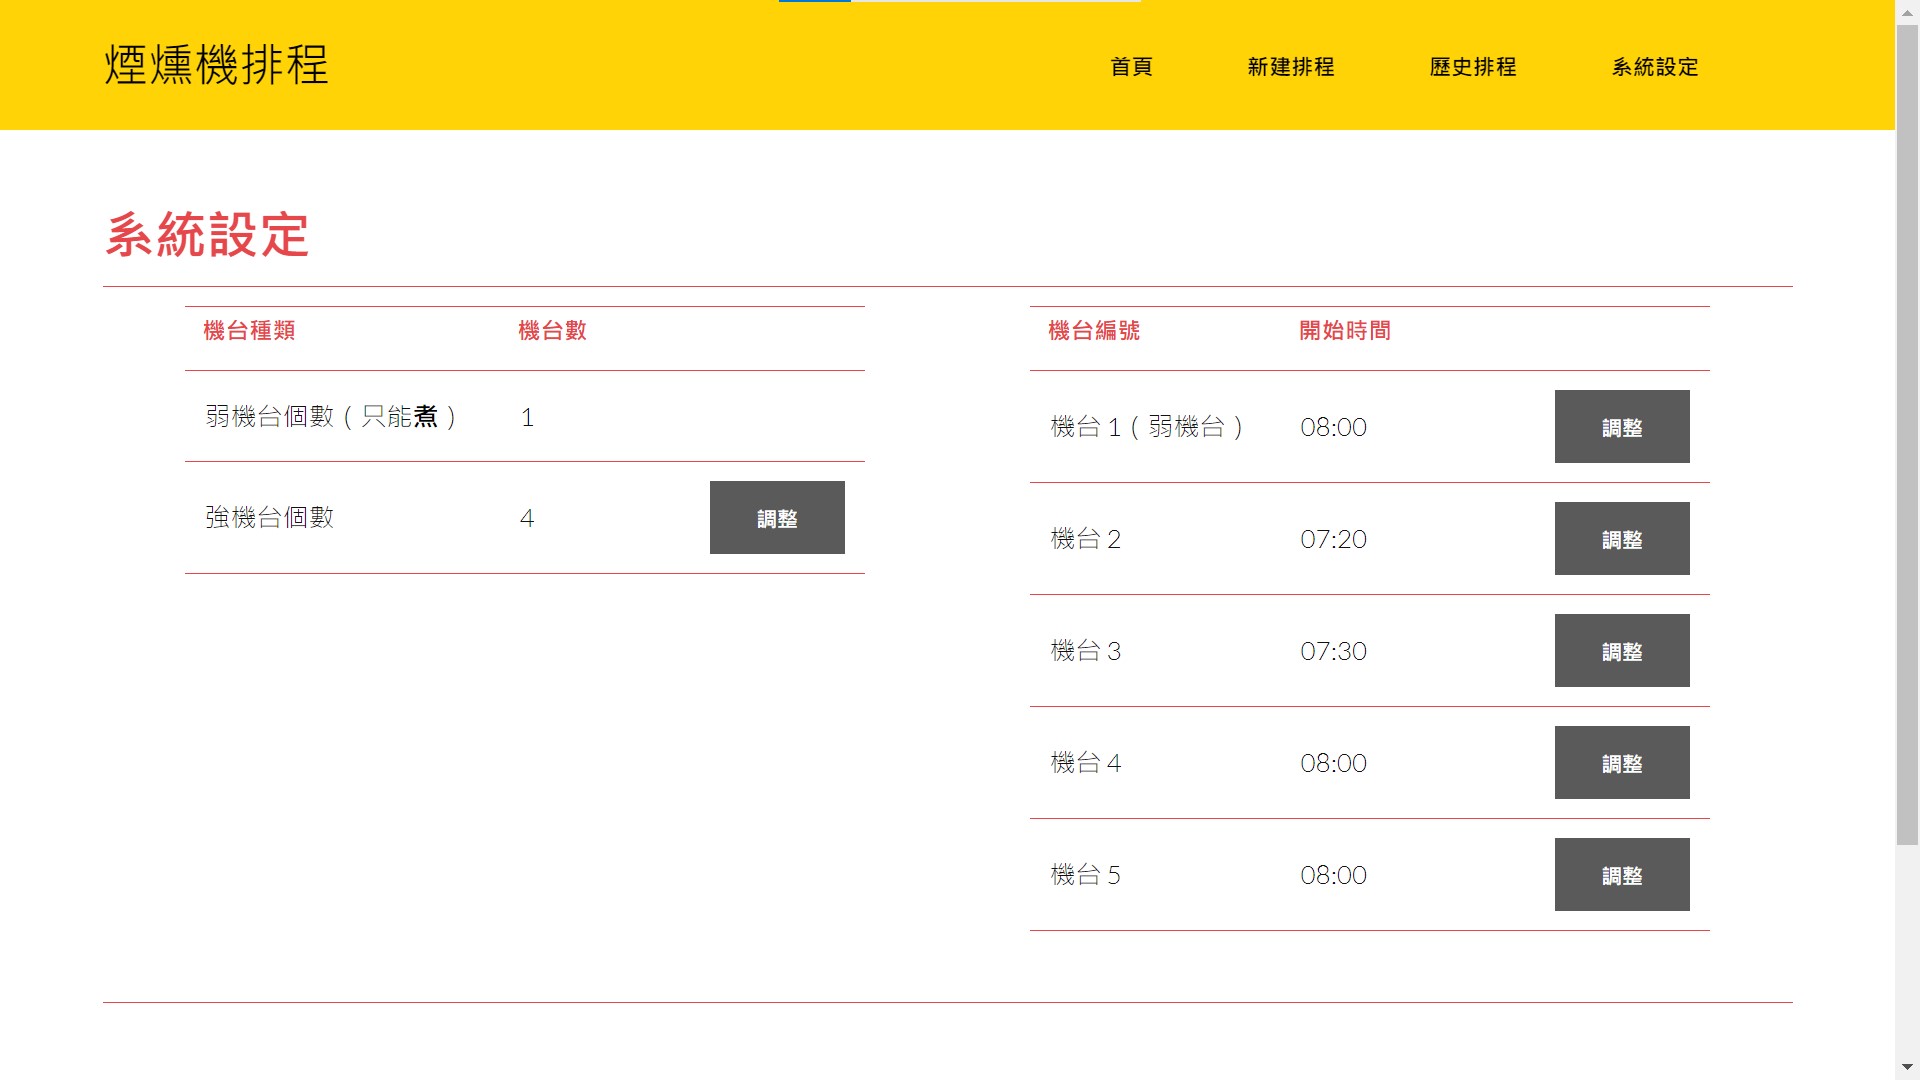 煙燻機排程
首頁 新建排程 歷史排程 系統設定
系統設定
機台種類 機台數
弱機台個數（只能煮） 1
強機台個數 4 調整
機台編號 開始時間
機台 1（弱機台） 08:00 調整
機台 2 07:20 調整
機台 3 07:30 調整
機台 4 08:00 調整
機台 5 08:00 調整